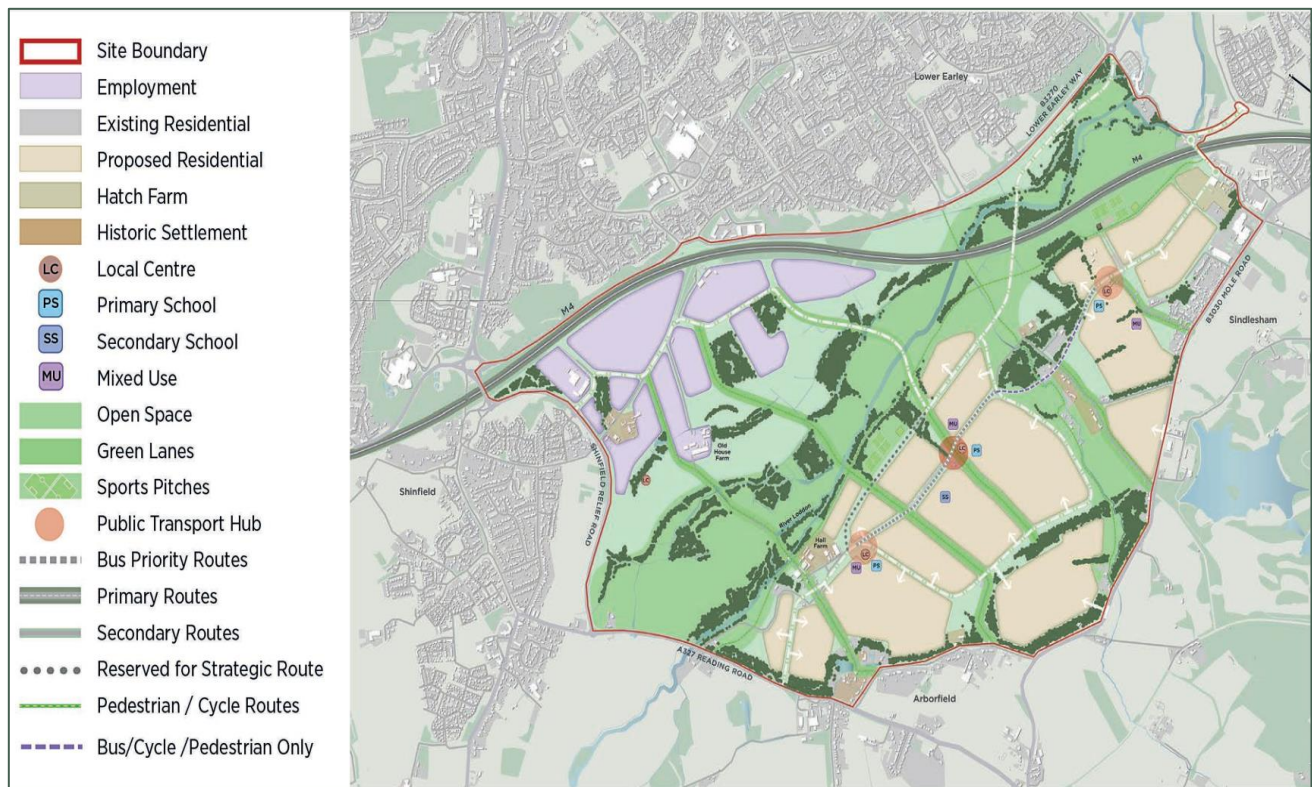 Site Boundary
Employment
Existing Residential
Proposed Residential
Hatch Farm
Historic Settlement
LC Local Centre
PS Primary School
SS Secondary School
MU Mixed Use
Open Space
Green Lanes
Sports Pitches
Public Transport Hub
Bus Priority Routes
Primary Routes
Secondary Routes
Reserved for Strategic Route
Pedestrian / Cycle Routes
Bus/Cycle /Pedestrian Only
Lower Earley
B3270
LOWER EARLEY WAY
M4
M4
B3030 MOLE ROAD
Sindlesham
LC
PS
MU
MU
LC
PS
SS
Old
House
Farm
LC
SHINFIELD RELIEF ROAD
Shinfield
River Loddon
Hall
Farm
LC
MU
PS
A327 READING ROAD
Arborfield